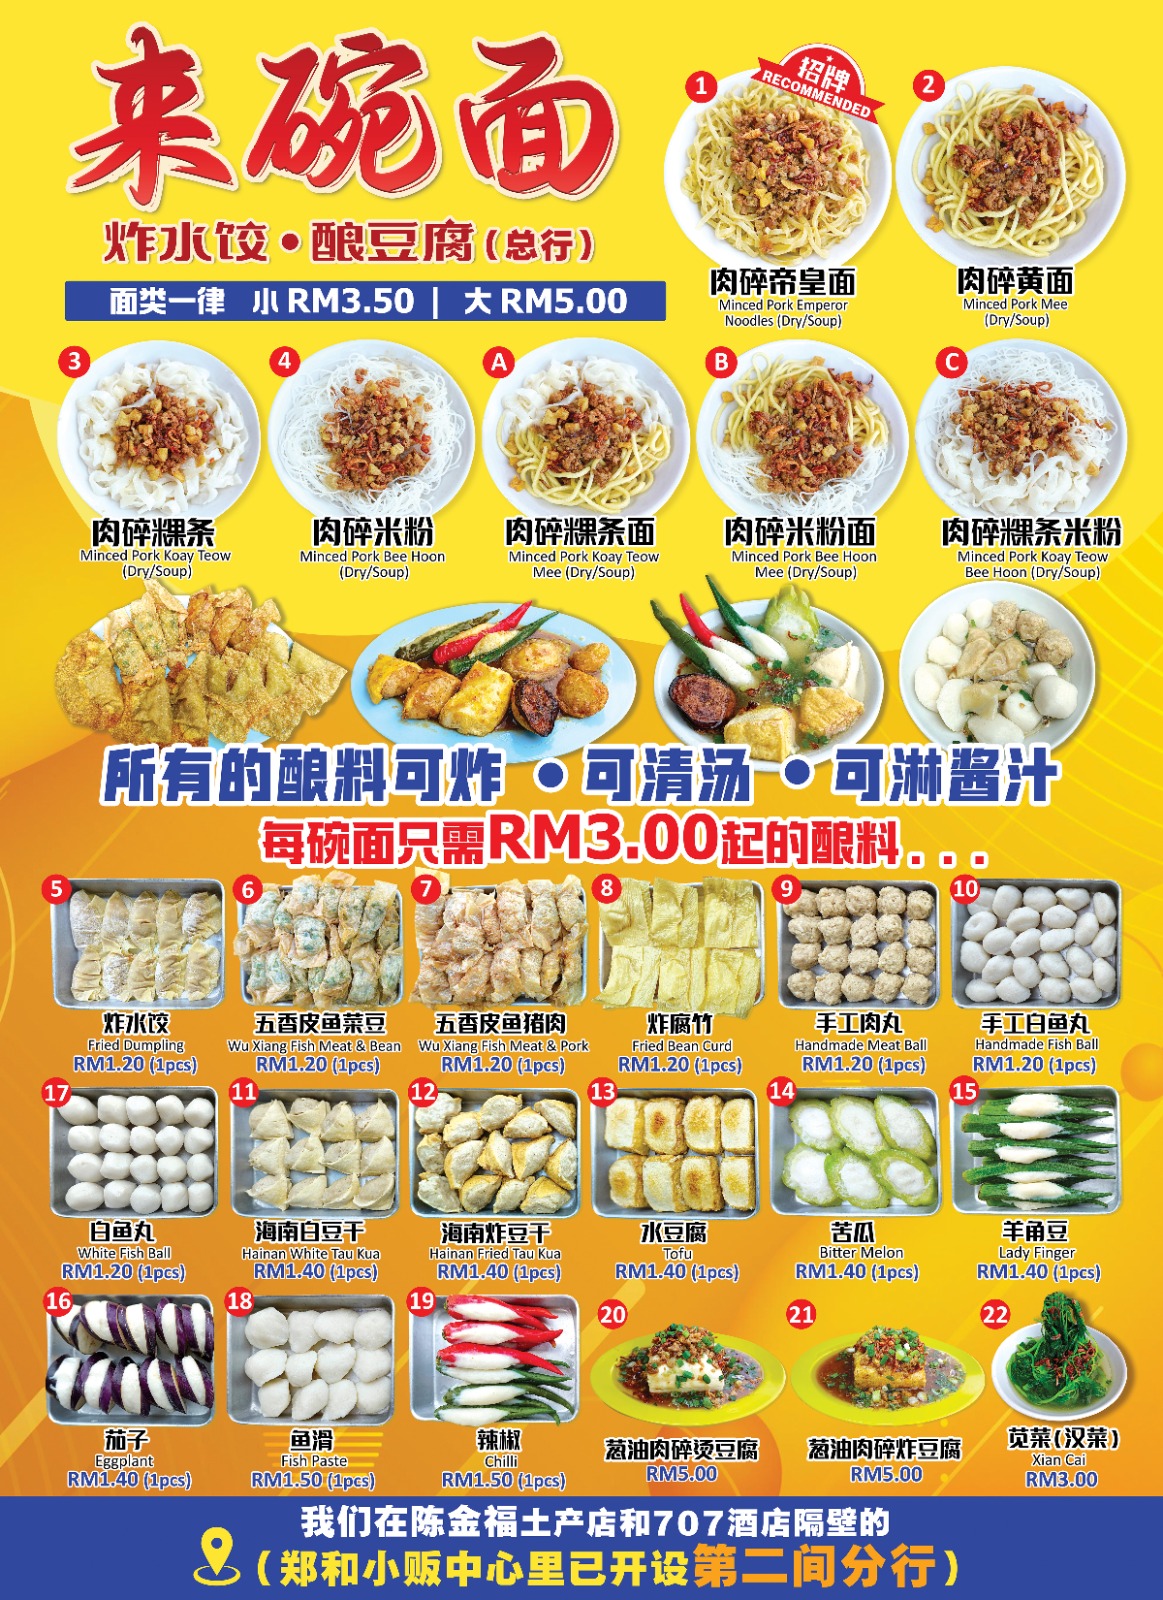 来碗面
炸水饺•酿豆腐(总行)
面类一律 小 RM3.50 | 大 RM5.00
1
招牌
RECOMMENDED
肉碎帝皇面
Minced Pork Emperor
Noodles (Dry/Soup)
2
肉碎黄面
Minced Pork Mee
(Dry/Soup)
3
肉碎粿条
Minced Pork Koay Teow
(Dry/Soup)
4
肉碎米粉
Minced Pork Bee Hoon
(Dry/Soup)
A
肉碎粿条面
Minced Pork Koay Teow
Mee (Dry/Soup)
B
肉碎米粉面
Minced Pork Bee Hoon
Mee (Dry/Soup)
C
肉碎粿条米粉
Minced Pork Koay Teow
Bee Hoon (Dry/Soup)
所有的酿料可炸 • 可清汤 • 可淋酱汁
每碗面只需RM3.00起的酿料...
5
炸水饺
Fried Dumpling
RM1.20 (1pcs)
6
五香皮鱼菜豆
Wu Xiang Fish Meat & Bean
RM1.20 (1pcs)
7
五香皮鱼猪肉
Wu Xiang Fish Meat & Pork
RM1.20 (1pcs)
8
炸腐竹
Fried Bean Curd
RM1.20 (1pcs)
9
手工肉丸
Handmade Meat Ball
RM1.20 (1pcs)
10
手工白鱼丸
Handmade Fish Ball
RM1.20 (1pcs)
17
白鱼丸
White Fish Ball
RM1.20 (1pcs)
11
海南白豆干
Hainan White Tau Kua
RM1.40 (1pcs)
12
海南炸豆干
Hainan Fried Tau Kua
RM1.40 (1pcs)
13
水豆腐
Tofu
RM1.40 (1pcs)
14
苦瓜
Bitter Melon
RM1.40 (1pcs)
15
羊角豆
Lady Finger
RM1.40 (1pcs)
16
茄子
Eggplant
RM1.40 (1pcs)
18
鱼滑
Fish Paste
RM1.50 (1pcs)
19
辣椒
Chilli
RM1.50 (1pcs)
20
葱油肉碎烫豆腐
RM5.00
21
葱油肉碎炸豆腐
RM5.00
22
苋菜(汉菜)
Xian Cai
RM3.00
我们在陈金福土产店和707酒店隔壁的
(郑和小贩中心里已开设第二间分行)